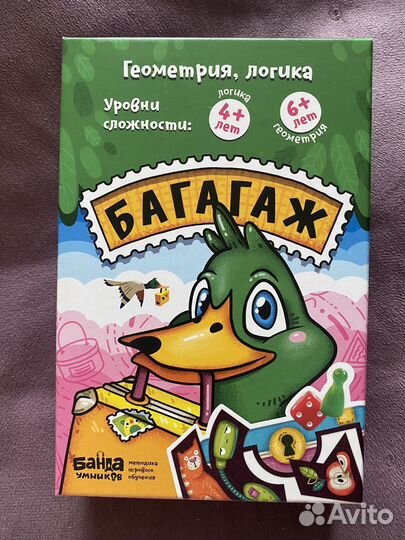 Геометрия, логика
Уровни
сложности:
логика
4+
лет
6+
лет
геометрия
БАГАГАЖ
банда
умников
методика
игрового
обучения
Avito